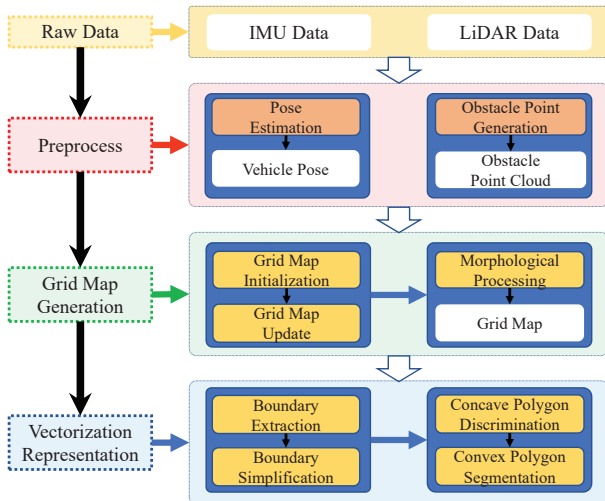 Raw Data
IMU Data
LiDAR Data
Preprocess
Pose
Estimation
Vehicle Pose
Obstacle Point
Generation
Obstacle
Point Cloud
Grid Map
Generation
Grid Map
Initialization
Grid Map
Update
Morphological
Processing
Grid Map
Vectorization
Representation
Boundary
Extraction
Boundary
Simplification
Concave Polygon
Discrimination
Convex Polygon
Segmentation